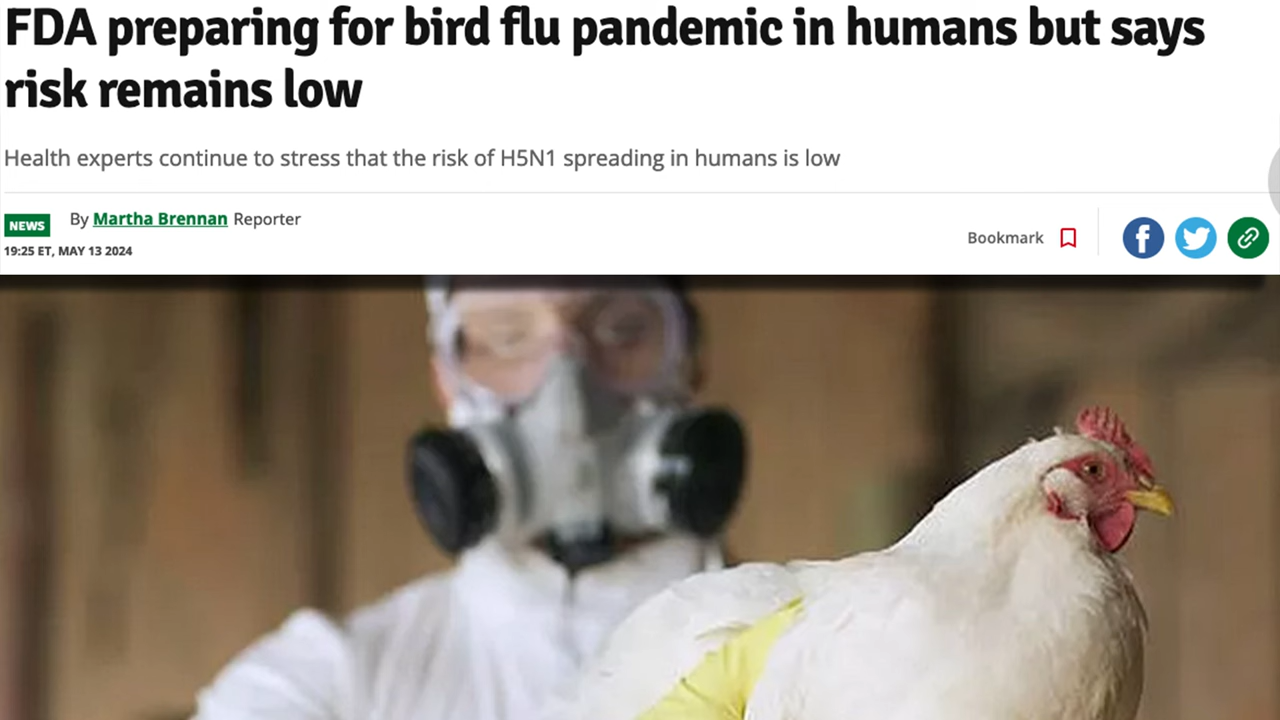 FDA preparing for bird flu pandemic in humans but says
risk remains low
Health experts continue to stress that the risk of H5N1 spreading in humans is low
NEWS By Martha Brennan Reporter
19:25 ET, MAY 13 2024
Bookmark